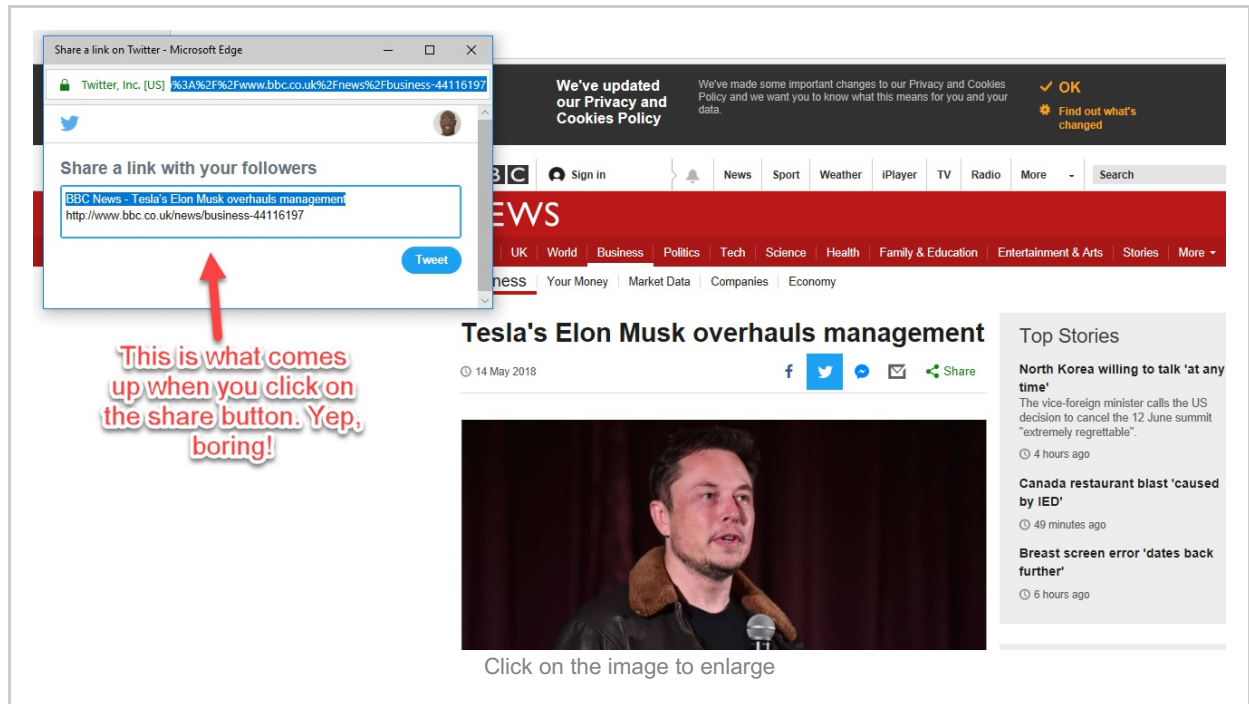 Share a link on Twitter - Microsoft Edge
Twitter, Inc. [US] %3A%2F%2Fwww.bbc.co.uk%2Fnews%2Fbusiness-44116197
Share a link with your followers
BBC News - Tesla's Elon Musk overhauls management
http://www.bbc.co.uk/news/business-44116197
Tweet
This is what comes
up when you click on
the share button. Yep,
boring!
We've updated
our Privacy and
Cookies Policy
We've made some important changes to our Privacy and Cookies
Policy and we want you to know what this means for you and your
data.
OK
Find out what's
changed
B C Sign in News Sport Weather iPlayer TV Radio More Search
EWS
UK World Business Politics Tech Science Health Family & Education Entertainment & Arts Stories More
ness Your Money Market Data Companies Economy
Tesla's Elon Musk overhauls management
14 May 2018 Share
Top Stories
North Korea willing to talk 'at any
time'
The vice-foreign minister calls the US
decision to cancel the 12 June summit
"extremely regrettable".
4 hours ago
Canada restaurant blast 'caused
by IED'
49 minutes ago
Breast screen error 'dates back
further'
6 hours ago
Click on the image to enlarge